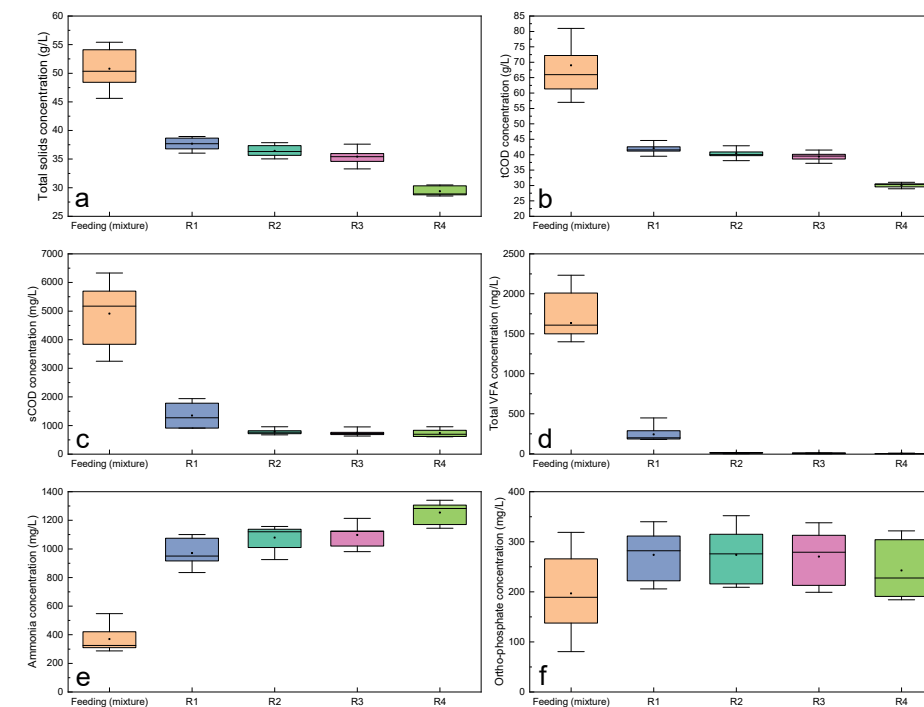 Total solids concentration (g/L)
60
55
50
45
40
35
30
25
a
Feeding (mixture) R1 R2 R3 R4
tCOD concentration (g/L)
85
80
75
70
65
60
55
50
45
40
35
30
25
20
b
Feeding (mixture) R1 R2 R3 R4
sCOD concentration (mg/L)
7000
6000
5000
4000
3000
2000
1000
0
c
Feeding (mixture) R1 R2 R3 R4
Total VFA concentration (mg/L)
2500
2000
1500
1000
500
0
d
Feeding (mixture) R1 R2 R3 R4
Ammonia concentration (mg/L)
1400
1200
1000
800
600
400
200
0
e
Feeding (mixture) R1 R2 R3 R4
Ortho-phosphate concentration (mg/L)
400
300
200
100
0
f
Feeding (mixture) R1 R2 R3 R4